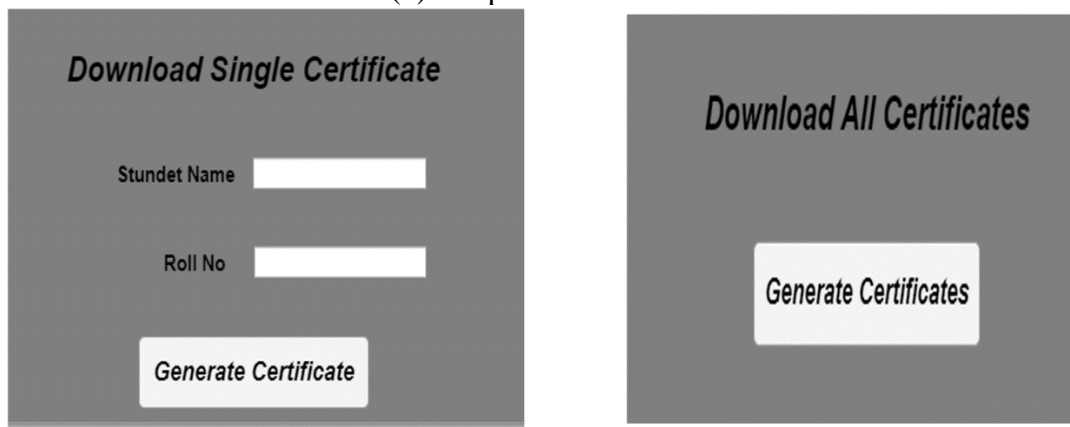 Download Single Certificate
Stundet Name
Roll No
Generate Certificate
Download All Certificates
Generate Certificates